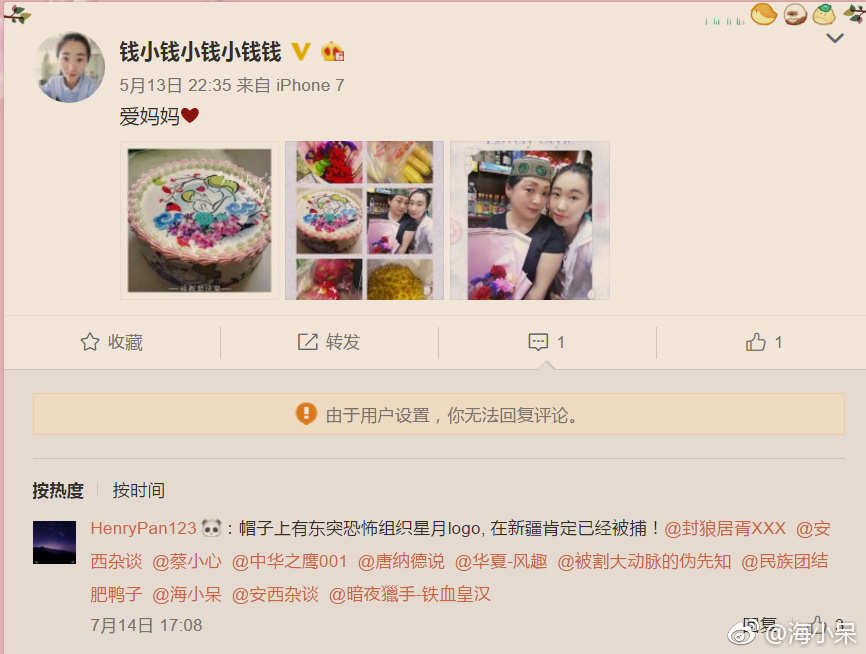 钱小钱小钱小钱钱
5月13日 22:35 来自 iPhone 7
爱妈妈
Mother's
Day
收藏
转发
1
1
由于用户设置，你无法回复评论。
按热度
按时间
HenryPan123：帽子上有东突恐怖组织星月logo, 在新疆肯定已经被捕！@封狼居胥XXX @安
西杂谈 @蔡小心 @中华之鹰001 @唐纳德说 @华夏-风趣 @被割大动脉的伪先知 @民族团结
肥鸭子 @海小呆 @安西杂谈 @暗夜獵手-铁血皇汉
7月14日 17:08
回复
@海小呆